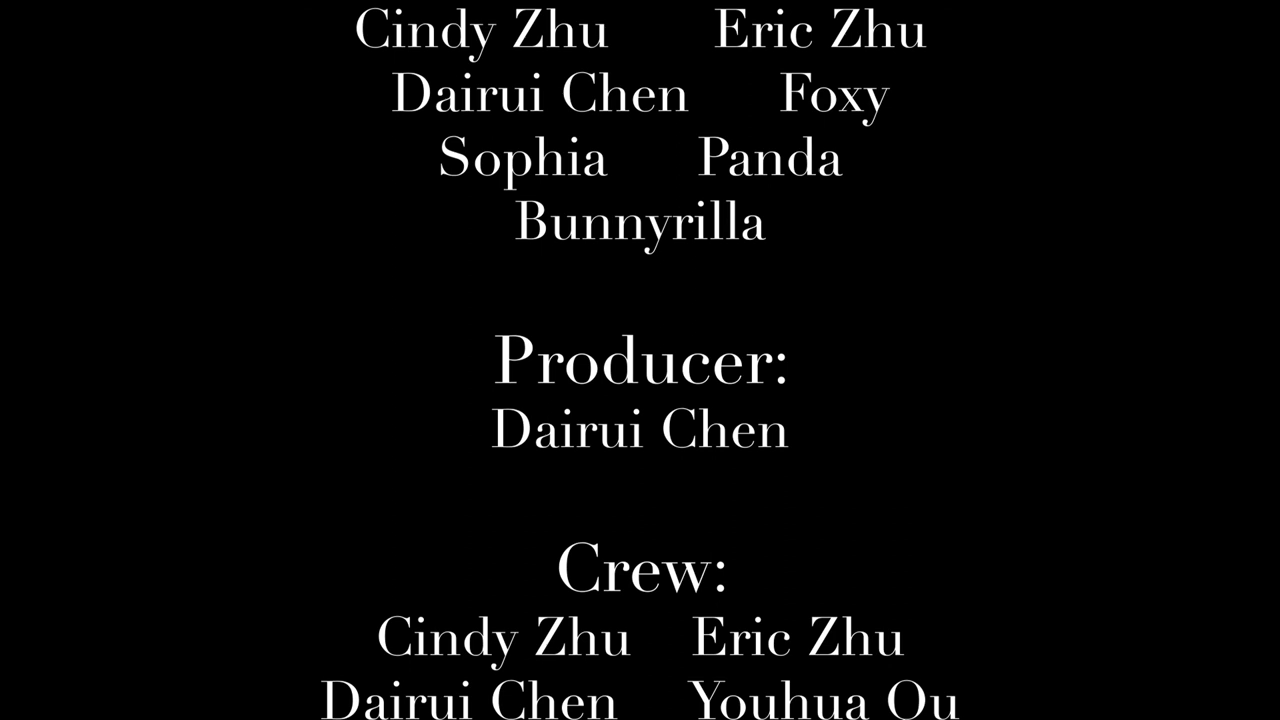 Cindy Zhu Eric Zhu
Dairui Chen Foxy
Sophia Panda
Bunnyrilla
Producer:
Dairui Chen
Crew:
Cindy Zhu Eric Zhu
Dairui Chen Youhua Ou